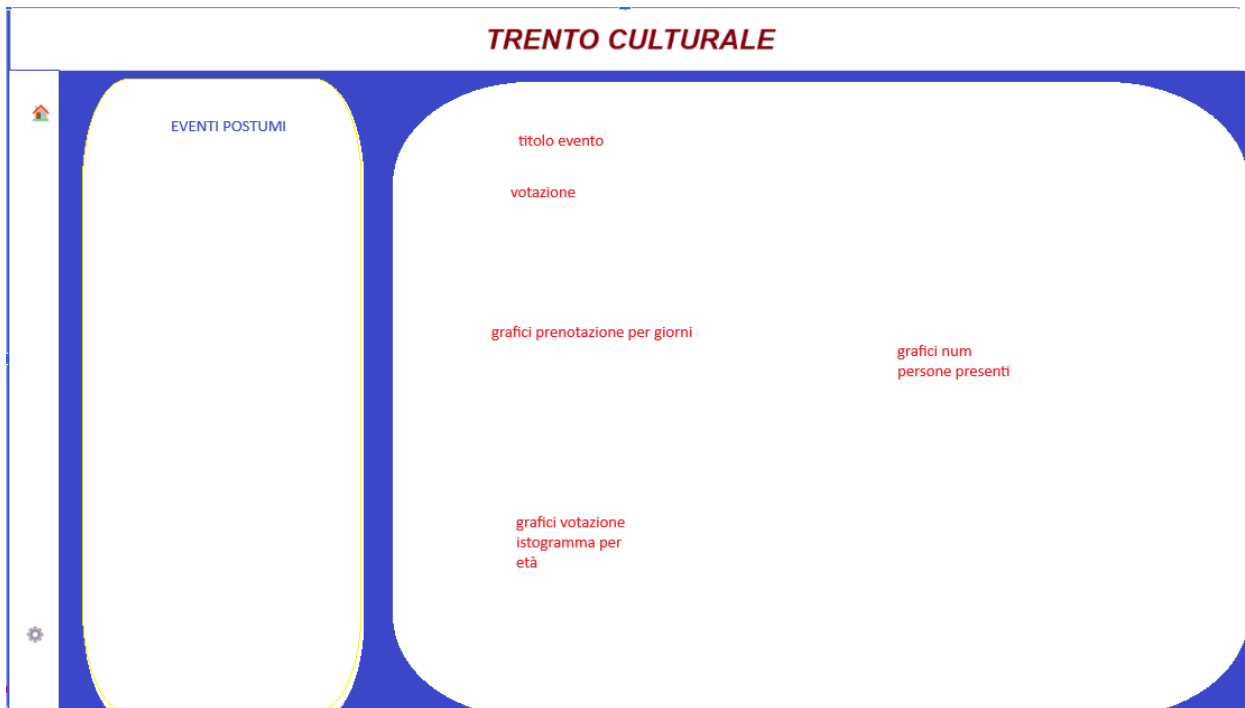 TRENTO CULTURALE
EVENTI POSTUMI
titolo evento
votazione
grafici prenotazione per giorni
grafici num
persone presenti
grafici votazione
istogramma per
età